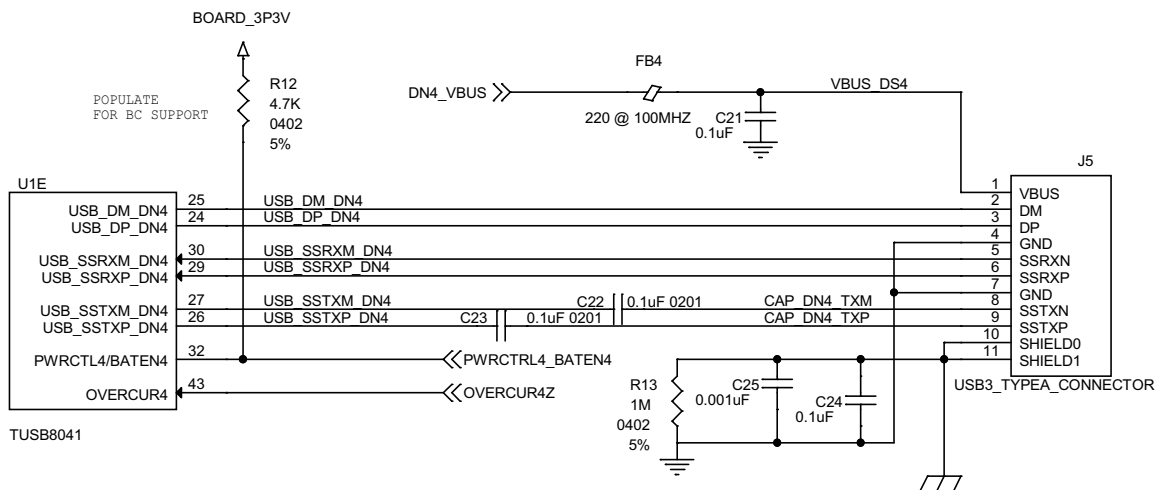 BOARD_3P3V
R12
4.7K
0402
5%
POPULATE
FOR BC SUPPORT
FB4
DN4_VBUS
220 @ 100MHZ
VBUS_DS4
C21
0.1uF
J5
U1E
USB_DM_DN4 25 USB_DM_DN4 2 DM
USB_DP_DN4 24 USB_DP_DN4 3 DP
1 VBUS
4 GND
USB_SSRXM_DN4 30 USB_SSRXM_DN4 5 SSRXN
USB_SSRXP_DN4 29 USB_SSRXP_DN4 6 SSRXP
7 GND
USB_SSTXM_DN4 27 USB_SSTXM_DN4 C22 0.1uF 0201 CAP_DN4_TXM 8 SSTXN
USB_SSTXP_DN4 26 USB_SSTXP_DN4 C23 0.1uF 0201 CAP_DN4_TXP 9 SSTXP
10 SHIELD0
PWRCTL4/BATEN4 32 PWRCTRL4_BATEN4 11 SHIELD1
OVERCUR4 43 OVERCUR4Z
USB3_TYPEA_CONNECTOR
R13
1M
0402
5%
C25
0.001uF
C24
0.1uF
TUSB8041